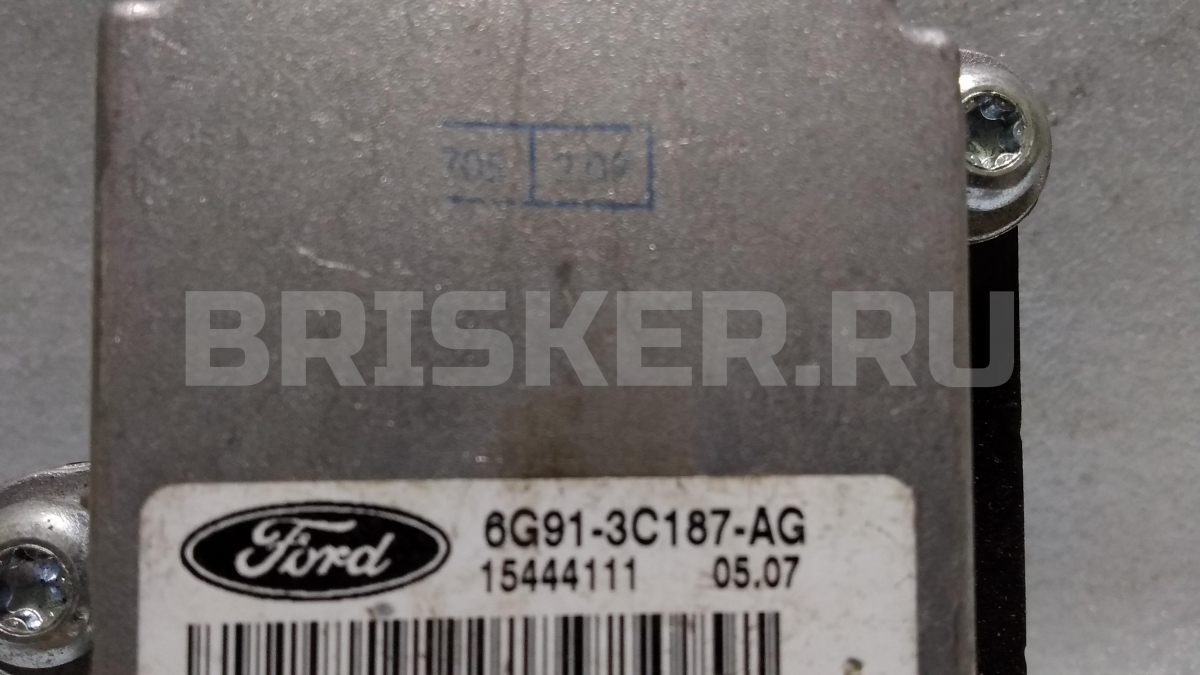 BRISKER.RU
Ford
6G91-3C187-AG
15444111 05.07